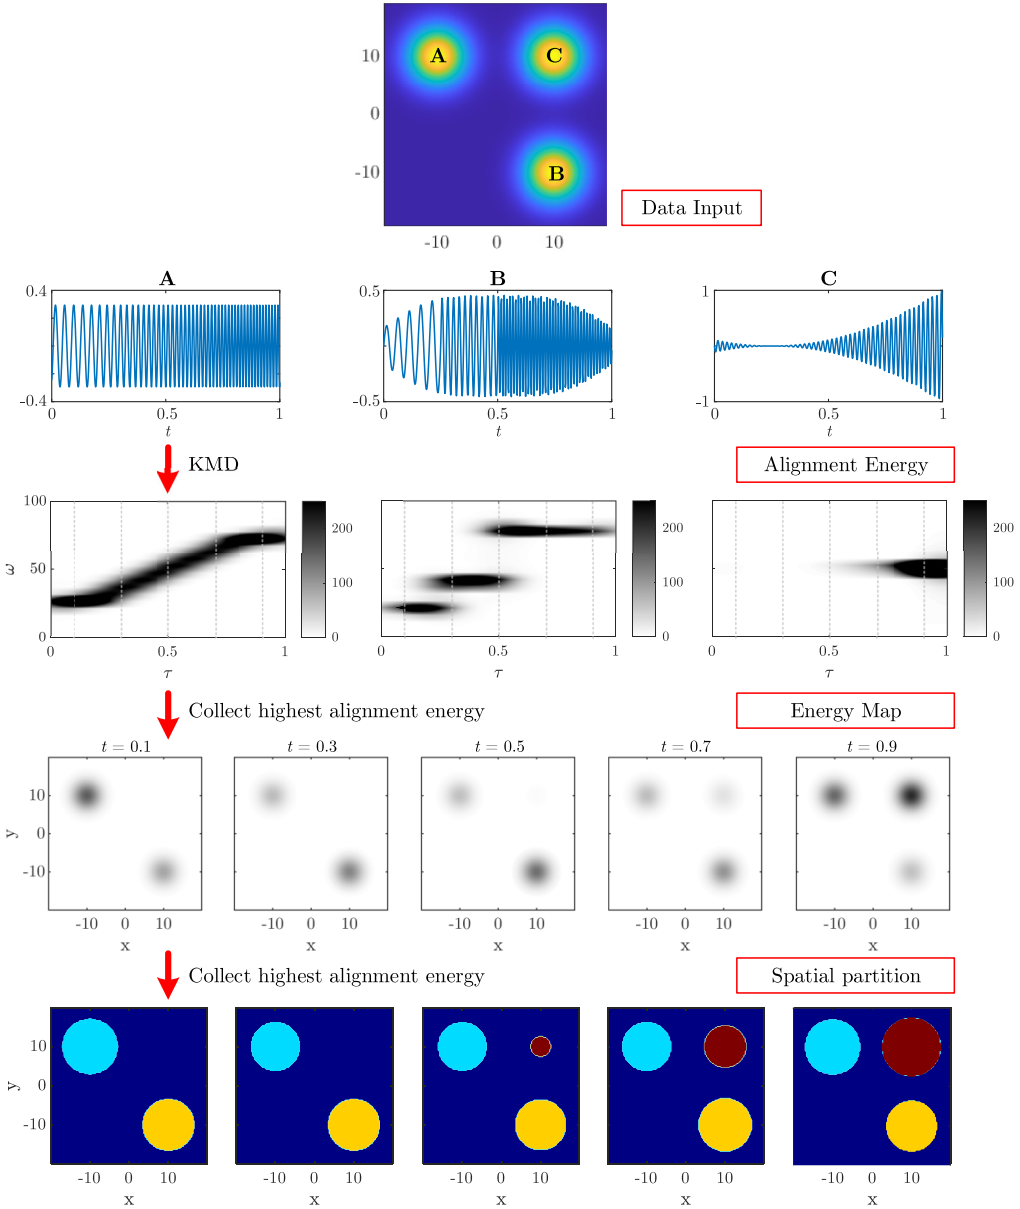 A C
B
10
0
-10
-10 0 10
Data Input
A B C
0.4 0.5 1
-0.4 -0.5 -1
0 0.5 1 0 0.5 1 0 0.5 1
t t t
KMD Alignment Energy
100
50
0
ω
200
100
0
200
100
0
200
100
0
0 0.5 1 0 0.5 1 0 0.5 1
τ τ τ
Collect highest alignment energy Energy Map
t = 0.1 t = 0.3 t = 0.5 t = 0.7 t = 0.9
10
0
-10
y
-10 0 10 -10 0 10 -10 0 10 -10 0 10 -10 0 10
x x x x x
Collect highest alignment energy Spatial partition
10
0
-10
y
-10 0 10 -10 0 10 -10 0 10 -10 0 10 -10 0 10
x x x x x